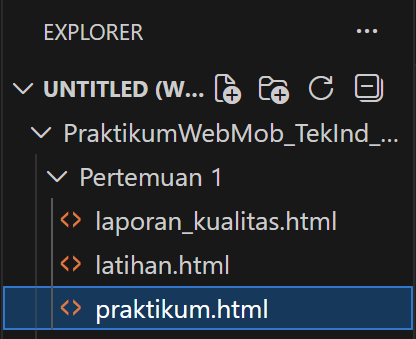 EXPLORER
UNTITLED (W...
PraktikumWebMob_TekInd_...
Pertemuan 1
laporan_kualitas.html
latihan.html
praktikum.html